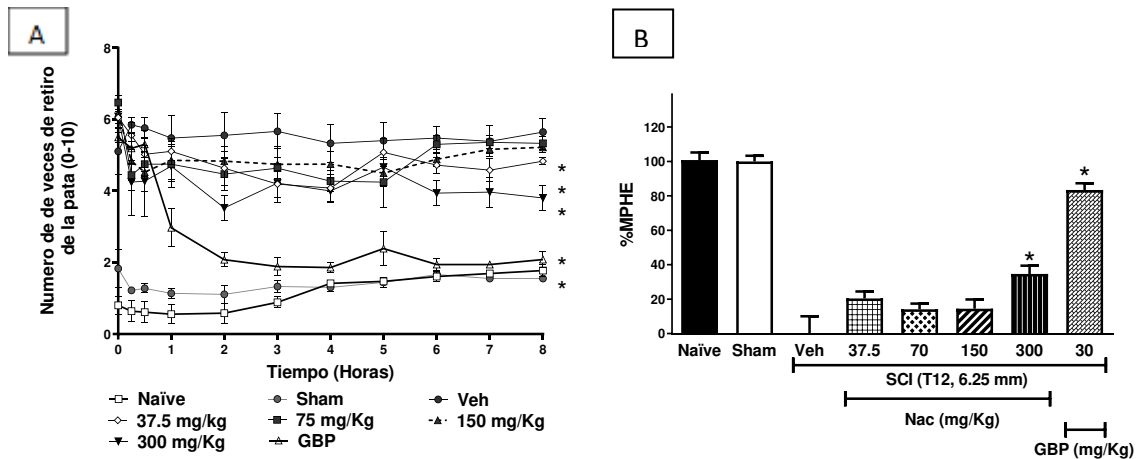 A
Numero de veces de retiro
de la pata (0-10)
8
6
4
2
0
0 1 2 3 4 5 6 7 8
Tiempo (Horas)
*
*
*
*
*
Naïve Sham Veh
37.5 mg/kg 75 mg/Kg 150 mg/Kg
300 mg/Kg GBP
B
%MPHE
120
100
80
60
40
20
0
*
*
Naïve Sham Veh 37.5 70 150 300 30
SCI (T12, 6.25 mm)
Nac (mg/Kg)
GBP (mg/Kg)